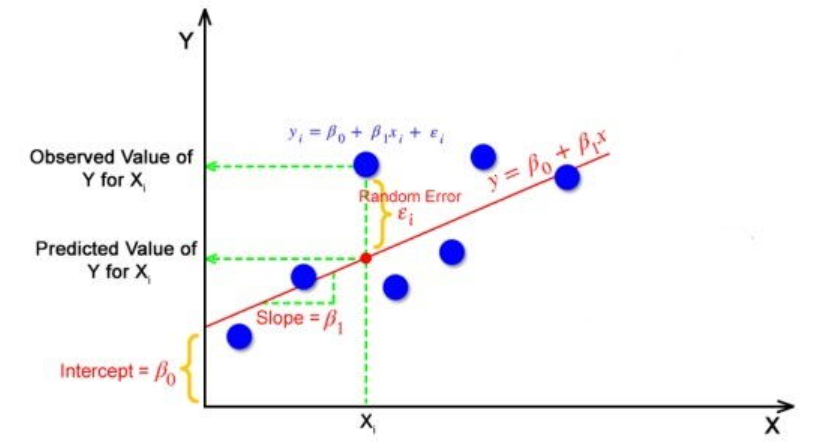 Y
yᵢ = β₀ + β₁xᵢ + εᵢ
Observed Value of
Y for Xᵢ
y = β₀ + β₁x
Random Error
εᵢ
Predicted Value of
Y for Xᵢ
Slope = β₁
Intercept = β₀
Xᵢ
X